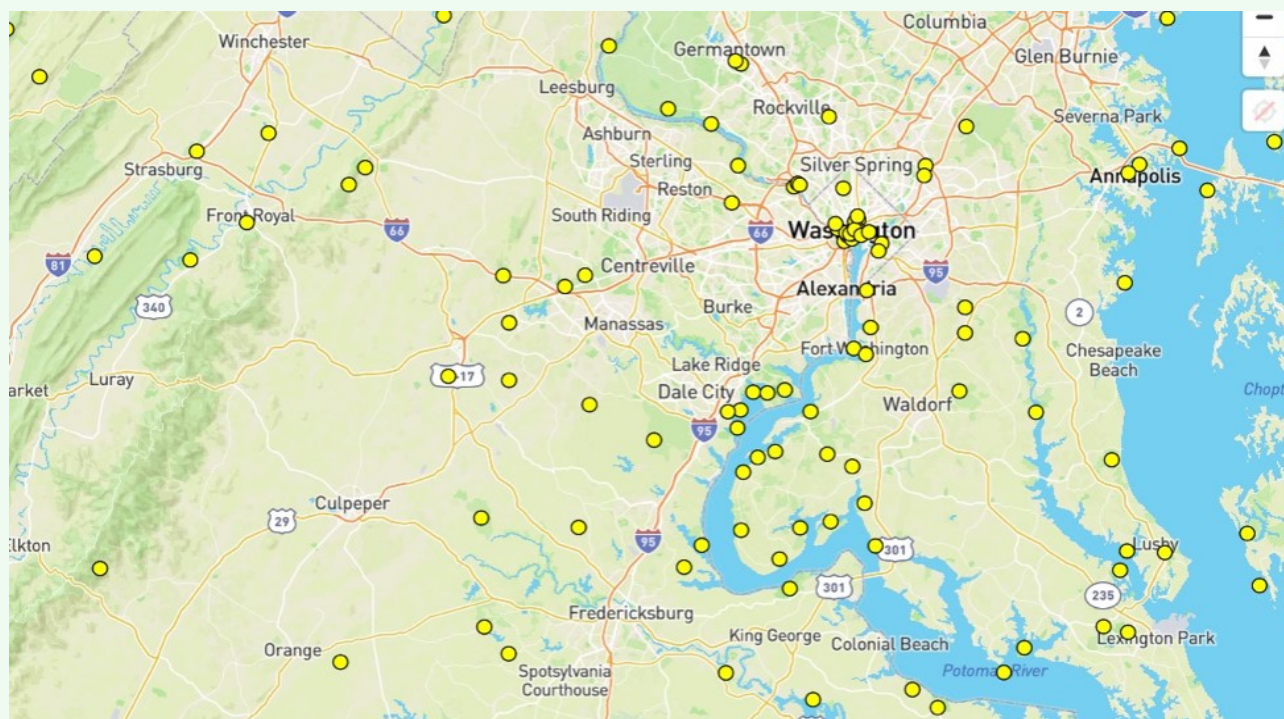 Winchester
Germantown
Columbia
Glen Burnie
Leesburg
Rockville
Severna Park
Ashburn
Sterling
Silver Spring
Strasburg
Reston
Annapolis
Front Royal
South Riding
66
66
Washington
81
Centreville
95
340
Burke
Alexandria
2
Manassas
Fort Washington
Chesapeake
Beach
Lake Ridge
arket
Luray
-17
Dale City
Waldorf
Chopt
95
Culpeper
29
Elkton
95
301
Lusby
301
235
Fredericksburg
King George
Colonial Beach
Lexington Park
Orange
Spotsylvania
Courthouse
Potomac River